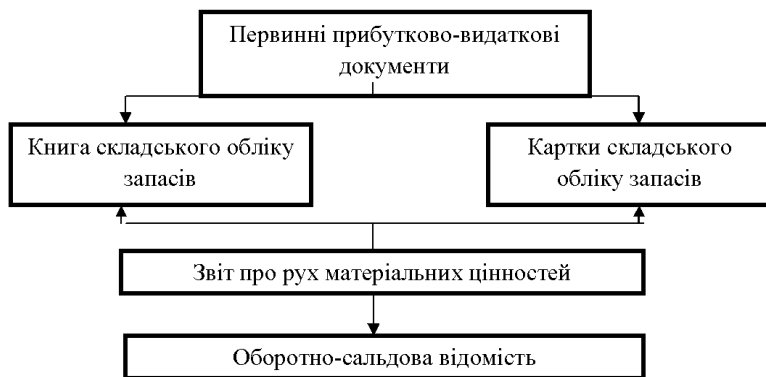 Первинні прибутково-видаткові
документи
Книга складського обліку
запасів
Картки складського
обліку запасів
Звіт про рух матеріальних цінностей
Оборотно-сальдова відомість